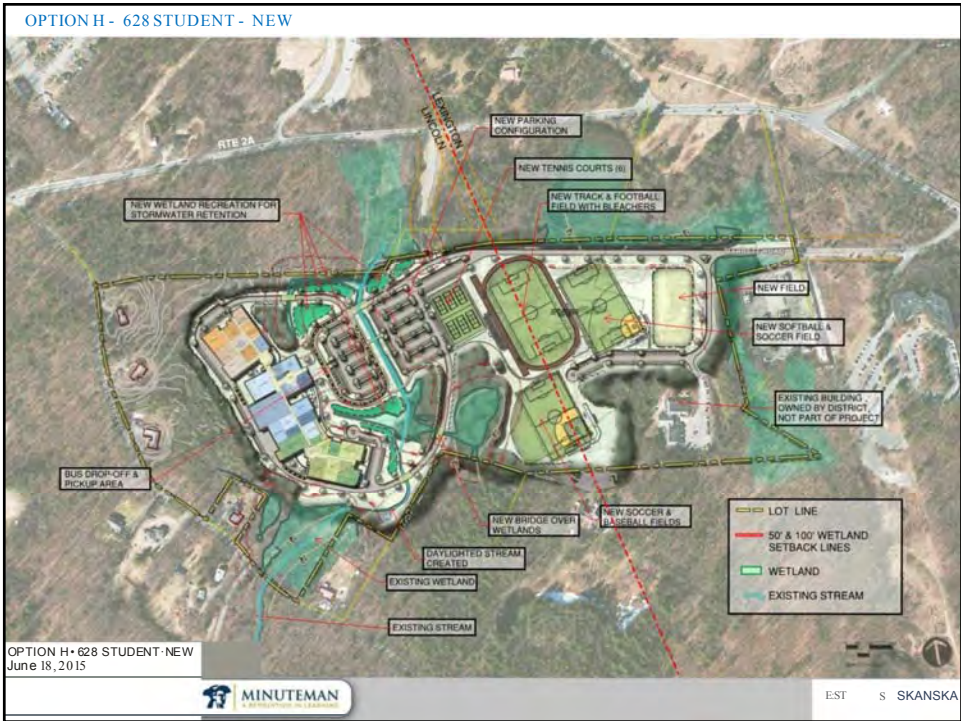 OPTION H - 628 STUDENT - NEW
LEXINGTON
LINCOLN
RTE 2A
NEW PARKING
CONFIGURATION
NEW TENNIS COURTS (6)
NEW TRACK & FOOTBALL
FIELD WITH BLEACHERS
NEW WETLAND RECREATION FOR
STORMWATER RETENTION
NEW FIELD
NEW SOFTBALL &
SOCCER FIELD
EXISTING BUILDING
OWNED BY DISTRICT,
NOT PART OF PROJECT
BUS DROP-OFF &
PICKUP AREA
NEW BRIDGE OVER
WETLANDS
NEW SOCCER &
BASEBALL FIELDS
DAYLIGHTED STREAM
CREATED
EXISTING WETLAND
EXISTING STREAM
LOT LINE
50' & 100' WETLAND
SETBACK LINES
WETLAND
EXISTING STREAM
OPTION H•628 STUDENT·NEW
June 18, 2015
MINUTEMAN
A REVOLUTION IN LEARNING
EST S SKANSKA